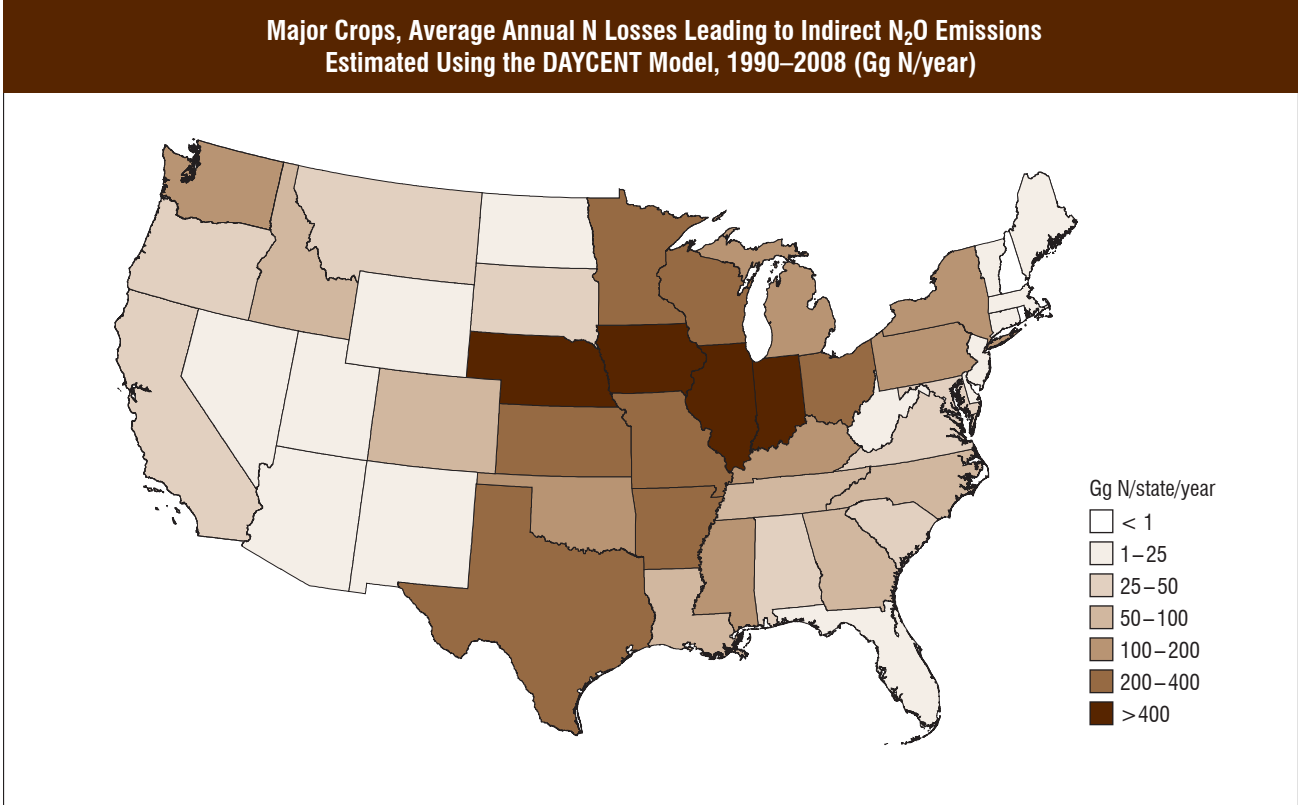 Major Crops, Average Annual N Losses Leading to Indirect N₂O Emissions
Estimated Using the DAYCENT Model, 1990–2008 (Gg N/year)
Gg N/state/year
< 1
1–25
25–50
50–100
100–200
200–400
>400